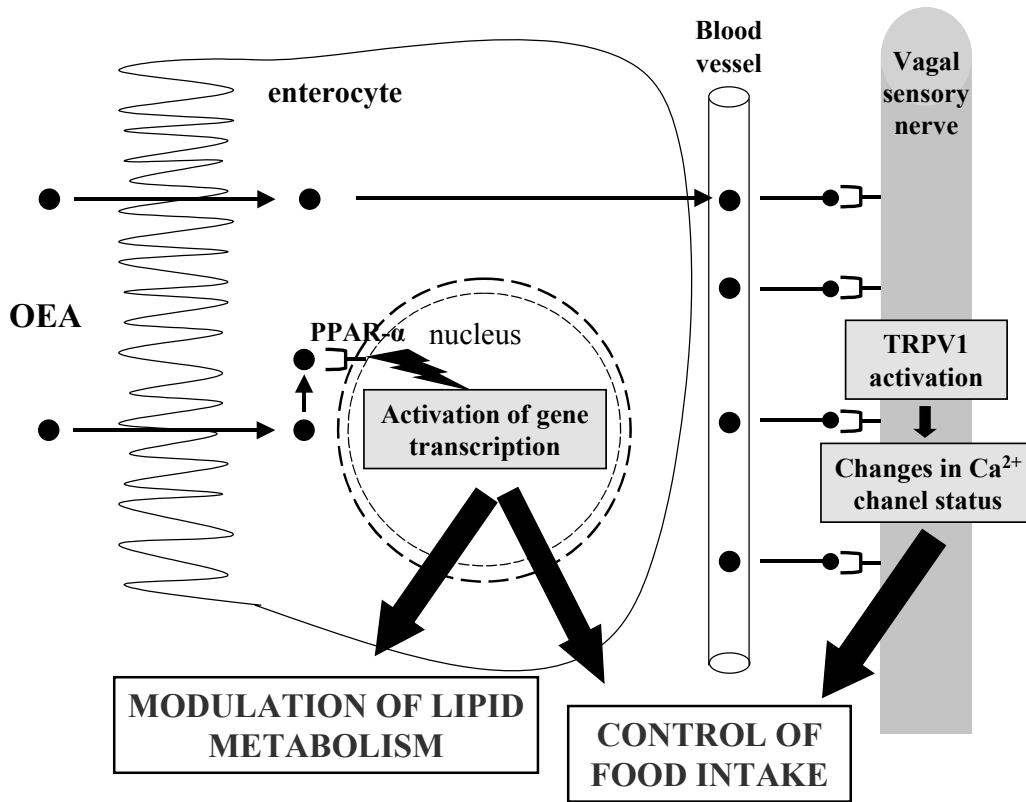 Blood
vessel
Vagal
sensory
nerve
enterocyte
OEA
PPAR-α
nucleus
Activation of gene
transcription
TRPV1
activation
Changes in Ca²⁺
chanel status
MODULATION OF LIPID
METABOLISM
CONTROL OF
FOOD INTAKE